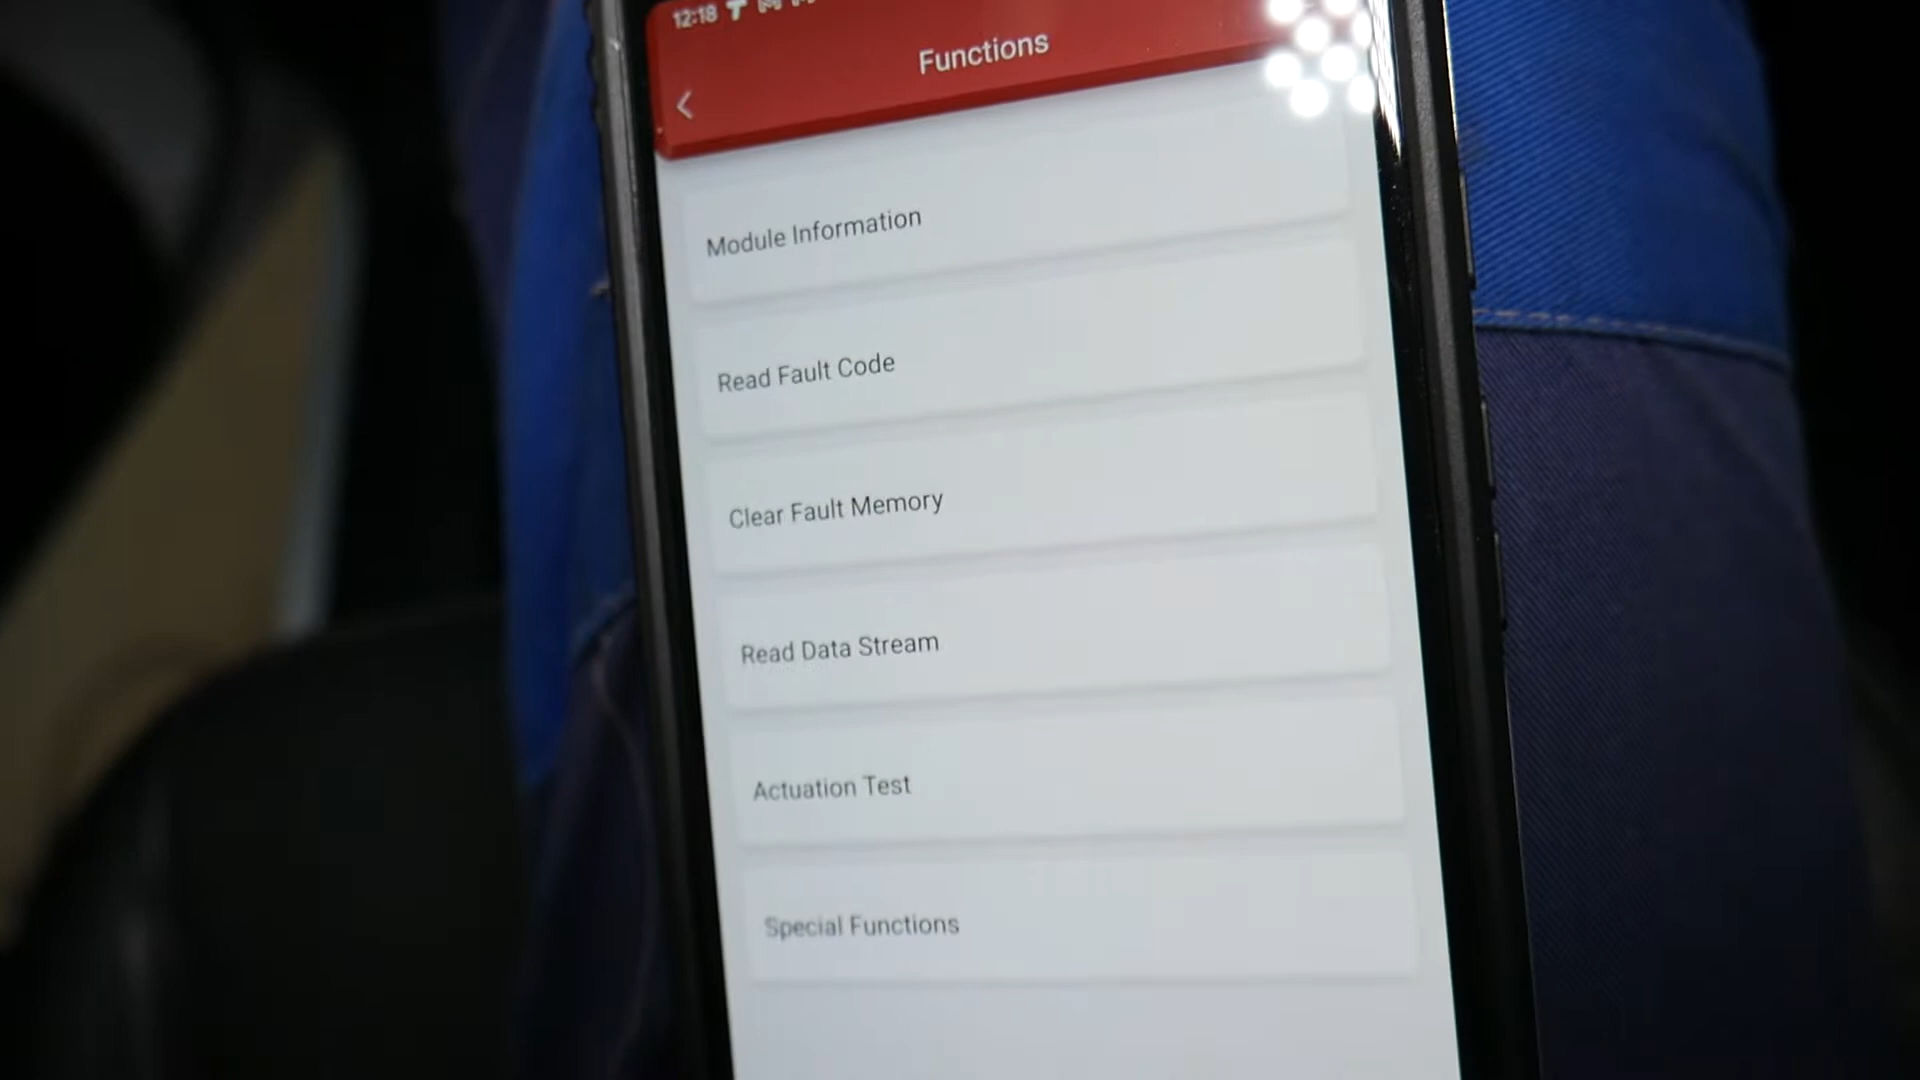 12:18
Functions
Module Information
Read Fault Code
Clear Fault Memory
Read Data Stream
Actuation Test
Special Functions